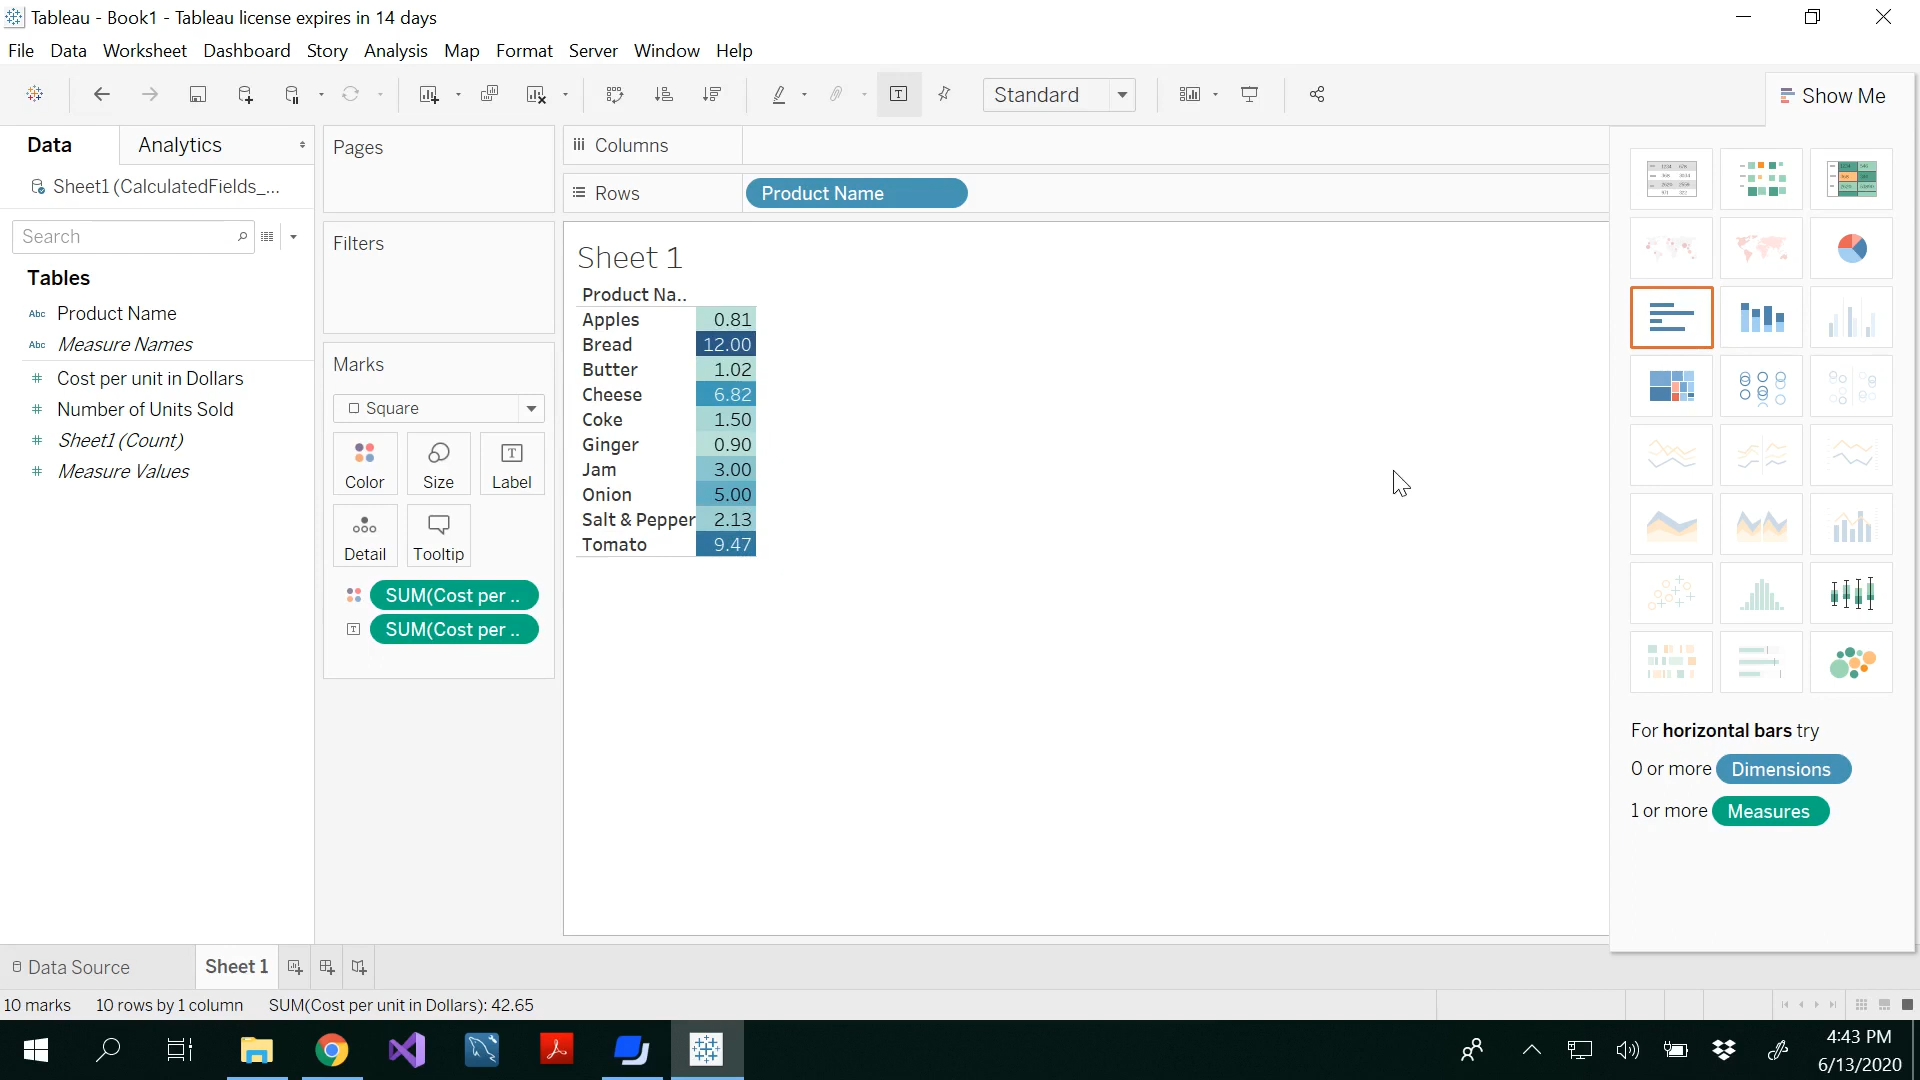 Tableau - Book1 - Tableau license expires in 14 days
File Data Worksheet Dashboard Story Analysis Map Format Server Window Help
Standard
Show Me
Data
Analytics
Sheet1 (CalculatedFields_...
Search
Tables
Abc Product Name
Abc Measure Names
# Cost per unit in Dollars
# Number of Units Sold
# Sheet1 (Count)
# Measure Values
Pages
Filters
Marks
Square
Color
Size
Label
Detail
Tooltip
SUM(Cost per ..
SUM(Cost per ..
Columns
Rows
Product Name
Sheet 1
Product Na..
Apples 0.81
Bread 12.00
Butter 1.02
Cheese 6.82
Coke 1.50
Ginger 0.90
Jam 3.00
Onion 5.00
Salt & Pepper 2.13
Tomato 9.47
For horizontal bars try
0 or more Dimensions
1 or more Measures
Data Source
Sheet 1
10 marks 10 rows by 1 column SUM(Cost per unit in Dollars): 42.65
4:43 PM
6/13/2020